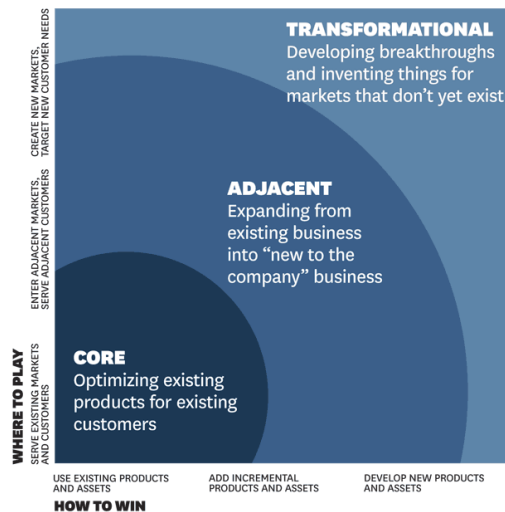 TRANSFORMATIONAL
Developing breakthroughs
and inventing things for
markets that don’t yet exist
ADJACENT
Expanding from
existing business
into “new to the
company” business
CORE
Optimizing existing
products for existing
customers
WHERE TO PLAY
CREATE NEW MARKETS,
TARGET NEW CUSTOMER NEEDS
ENTER ADJACENT MARKETS,
SERVE ADJACENT CUSTOMERS
SERVE EXISTING MARKETS
AND CUSTOMERS
USE EXISTING PRODUCTS
AND ASSETS
ADD INCREMENTAL
PRODUCTS AND ASSETS
DEVELOP NEW PRODUCTS
AND ASSETS
HOW TO WIN